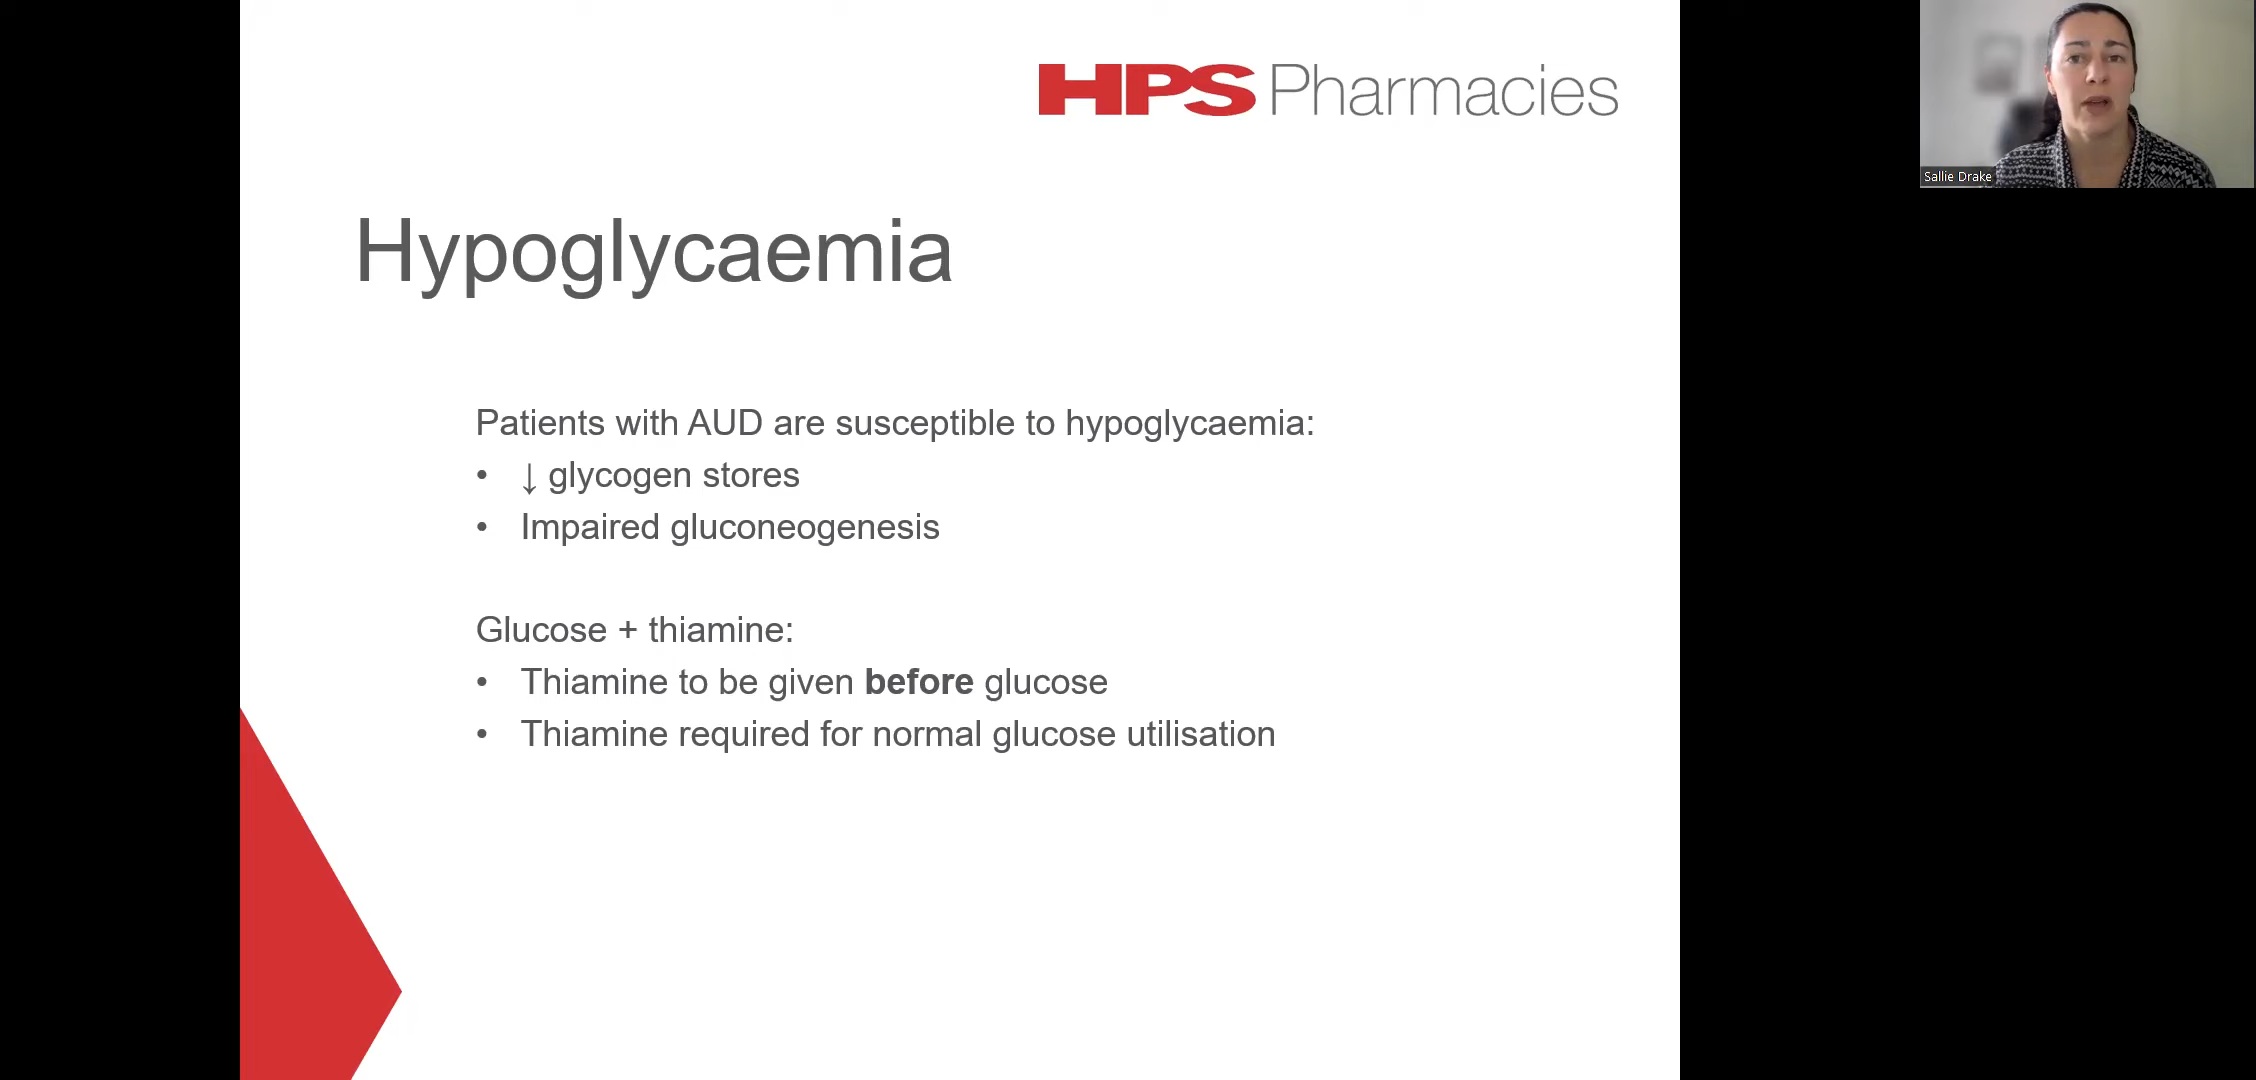 HPS Pharmacies
Sallie Drake
Hypoglycaemia
Patients with AUD are susceptible to hypoglycaemia:
• ↓ glycogen stores
• Impaired gluconeogenesis
Glucose + thiamine:
• Thiamine to be given before glucose
• Thiamine required for normal glucose utilisation